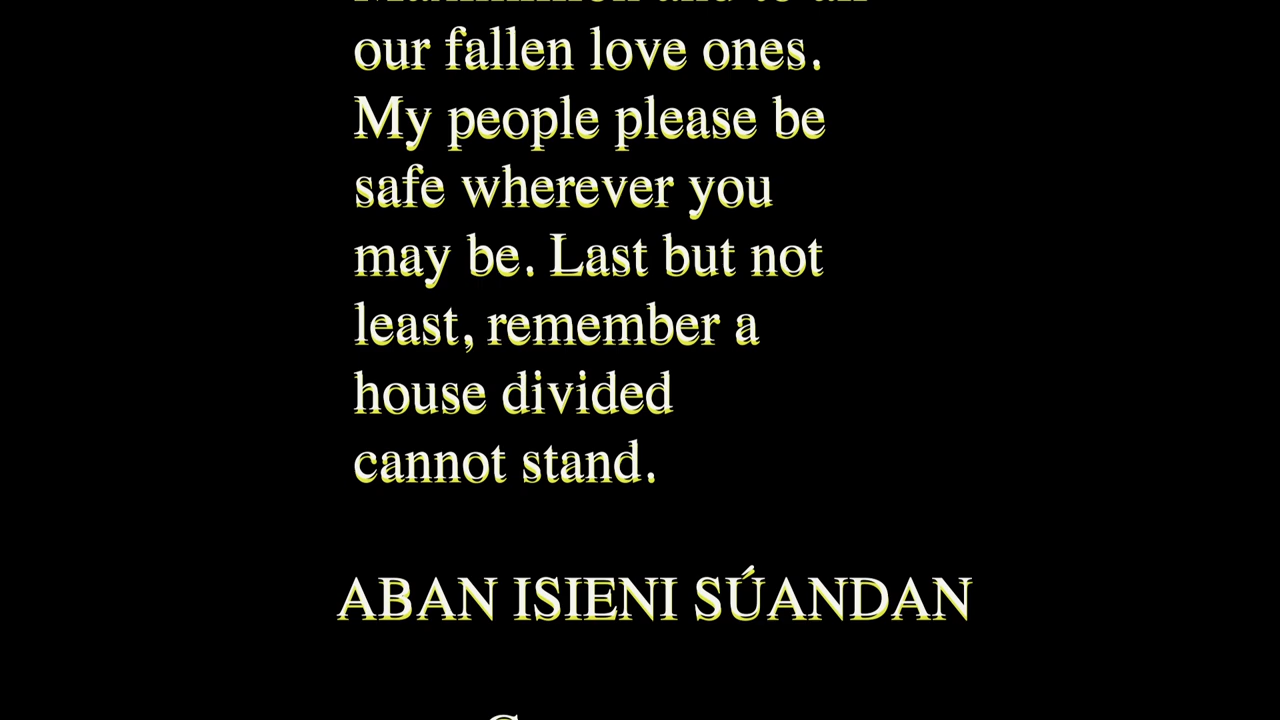 our fallen love ones.
My people please be
safe wherever you
may be. Last but not
least, remember a
house divided
cannot stand.
ABAN ISIENI SÚANDAN